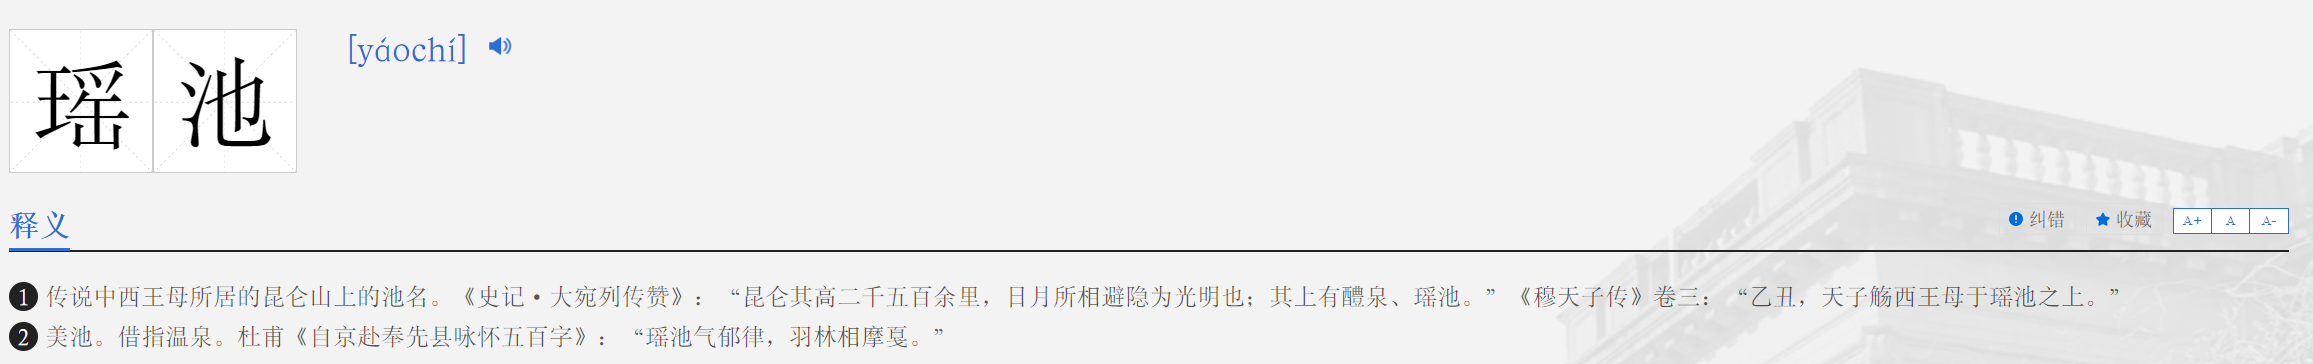 瑶池 [yáochí]
释义 纠错 收藏 A+ A A-
1 传说中西王母所居的昆仑山上的池名。《史记·大宛列传赞》：“昆仑其高二千五百余里，日月所相避隐为光明也；其上有醴泉、瑶池。”《穆天子传》卷三：“乙丑，天子觞西王母于瑶池之上。”
2 美池。借指温泉。杜甫《自京赴奉先县咏怀五百字》：“瑶池气郁律，羽林相摩戛。”